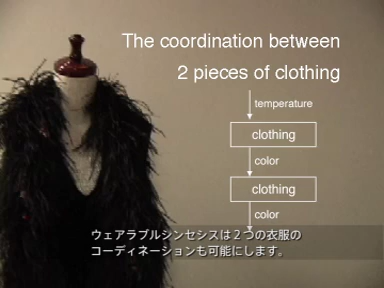 The coordination between
2 pieces of clothing
temperature
clothing
color
clothing
color
ウェアラブルシンセシスは２つの衣服の
コーディネーションも可能にします。